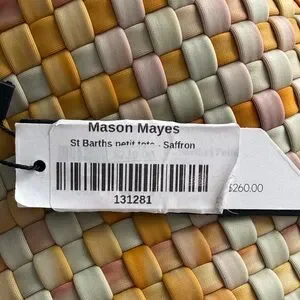 Mason Mayes
St Barths petit tote - Saffron
131281
$260.00